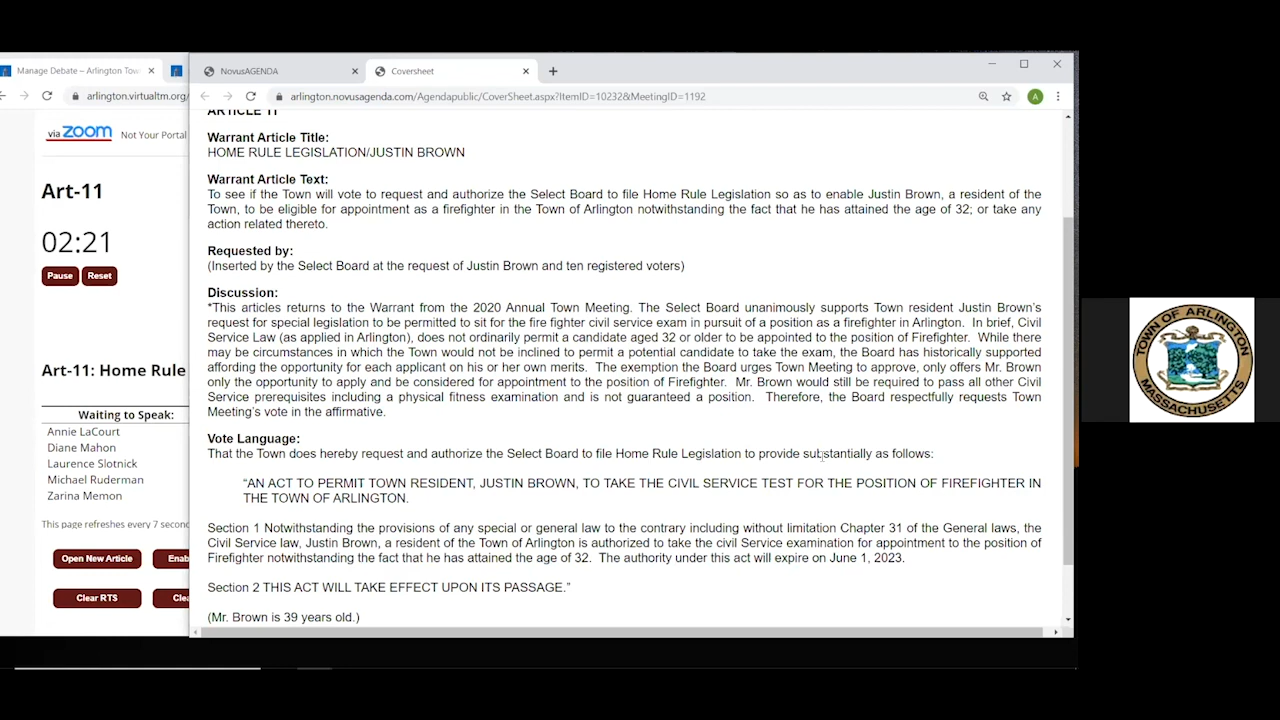 Manage Debate – Arlington Tow
NovusAGENDA
Coversheet
arlington.virtualtm.org/
arlington.novusagenda.com/Agendapublic/CoverSheet.aspx?ItemID=10232&MeetingID=1192
A
via zoom Not Your Portal
Art-11
02:21
Pause Reset
Art-11: Home Rule
Waiting to Speak:
Annie LaCourt
Diane Mahon
Laurence Slotnick
Michael Ruderman
Zarina Memon
This page refreshes every 7 second
Open New Article Enab
Clear RTS Clea
ARTICLE 11
Warrant Article Title:
HOME RULE LEGISLATION/JUSTIN BROWN
Warrant Article Text:
To see if the Town will vote to request and authorize the Select Board to file Home Rule Legislation so as to enable Justin Brown, a resident of the
Town, to be eligible for appointment as a firefighter in the Town of Arlington notwithstanding the fact that he has attained the age of 32; or take any
action related thereto.
Requested by:
(Inserted by the Select Board at the request of Justin Brown and ten registered voters)
Discussion:
*This articles returns to the Warrant from the 2020 Annual Town Meeting. The Select Board unanimously supports Town resident Justin Brown’s
request for special legislation to be permitted to sit for the fire fighter civil service exam in pursuit of a position as a firefighter in Arlington. In brief, Civil
Service Law (as applied in Arlington), does not ordinarily permit a candidate aged 32 or older to be appointed to the position of Firefighter. While there
may be circumstances in which the Town would not be inclined to permit a potential candidate to take the exam, the Board has historically supported
affording the opportunity for each applicant on his or her own merits. The exemption the Board urges Town Meeting to approve, only offers Mr. Brown
only the opportunity to apply and be considered for appointment to the position of Firefighter. Mr. Brown would still be required to pass all other Civil
Service prerequisites including a physical fitness examination and is not guaranteed a position. Therefore, the Board respectfully requests Town
Meeting’s vote in the affirmative.
Vote Language:
That the Town does hereby request and authorize the Select Board to file Home Rule Legislation to provide substantially as follows:
“AN ACT TO PERMIT TOWN RESIDENT, JUSTIN BROWN, TO TAKE THE CIVIL SERVICE TEST FOR THE POSITION OF FIREFIGHTER IN
THE TOWN OF ARLINGTON.
Section 1 Notwithstanding the provisions of any special or general law to the contrary including without limitation Chapter 31 of the General laws, the
Civil Service law, Justin Brown, a resident of the Town of Arlington is authorized to take the civil Service examination for appointment to the position of
Firefighter notwithstanding the fact that he has attained the age of 32. The authority under this act will expire on June 1, 2023.
Section 2 THIS ACT WILL TAKE EFFECT UPON ITS PASSAGE.”
(Mr. Brown is 39 years old.)
TOWN OF ARLINGTON
MASSACHUSETTS